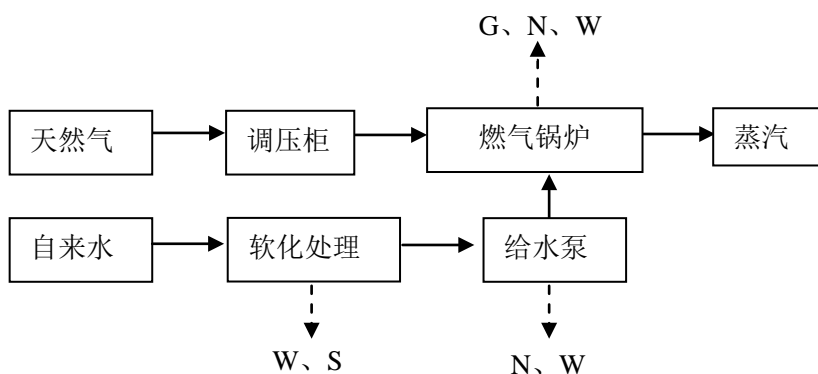 G、N、W
天然气
调压柜
燃气锅炉
蒸汽
自来水
软化处理
给水泵
W、S
N、W